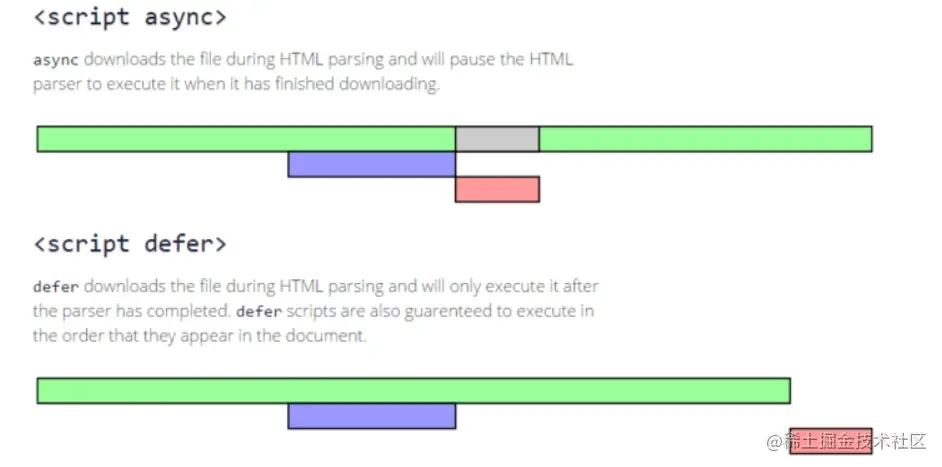 <script async>
async downloads the file during HTML parsing and will pause the HTML
parser to execute it when it has finished downloading.
<script defer>
defer downloads the file during HTML parsing and will only execute it after
the parser has completed. defer scripts are also guarenteed to execute in
the order that they appear in the document.
@稀土掘金技术社区